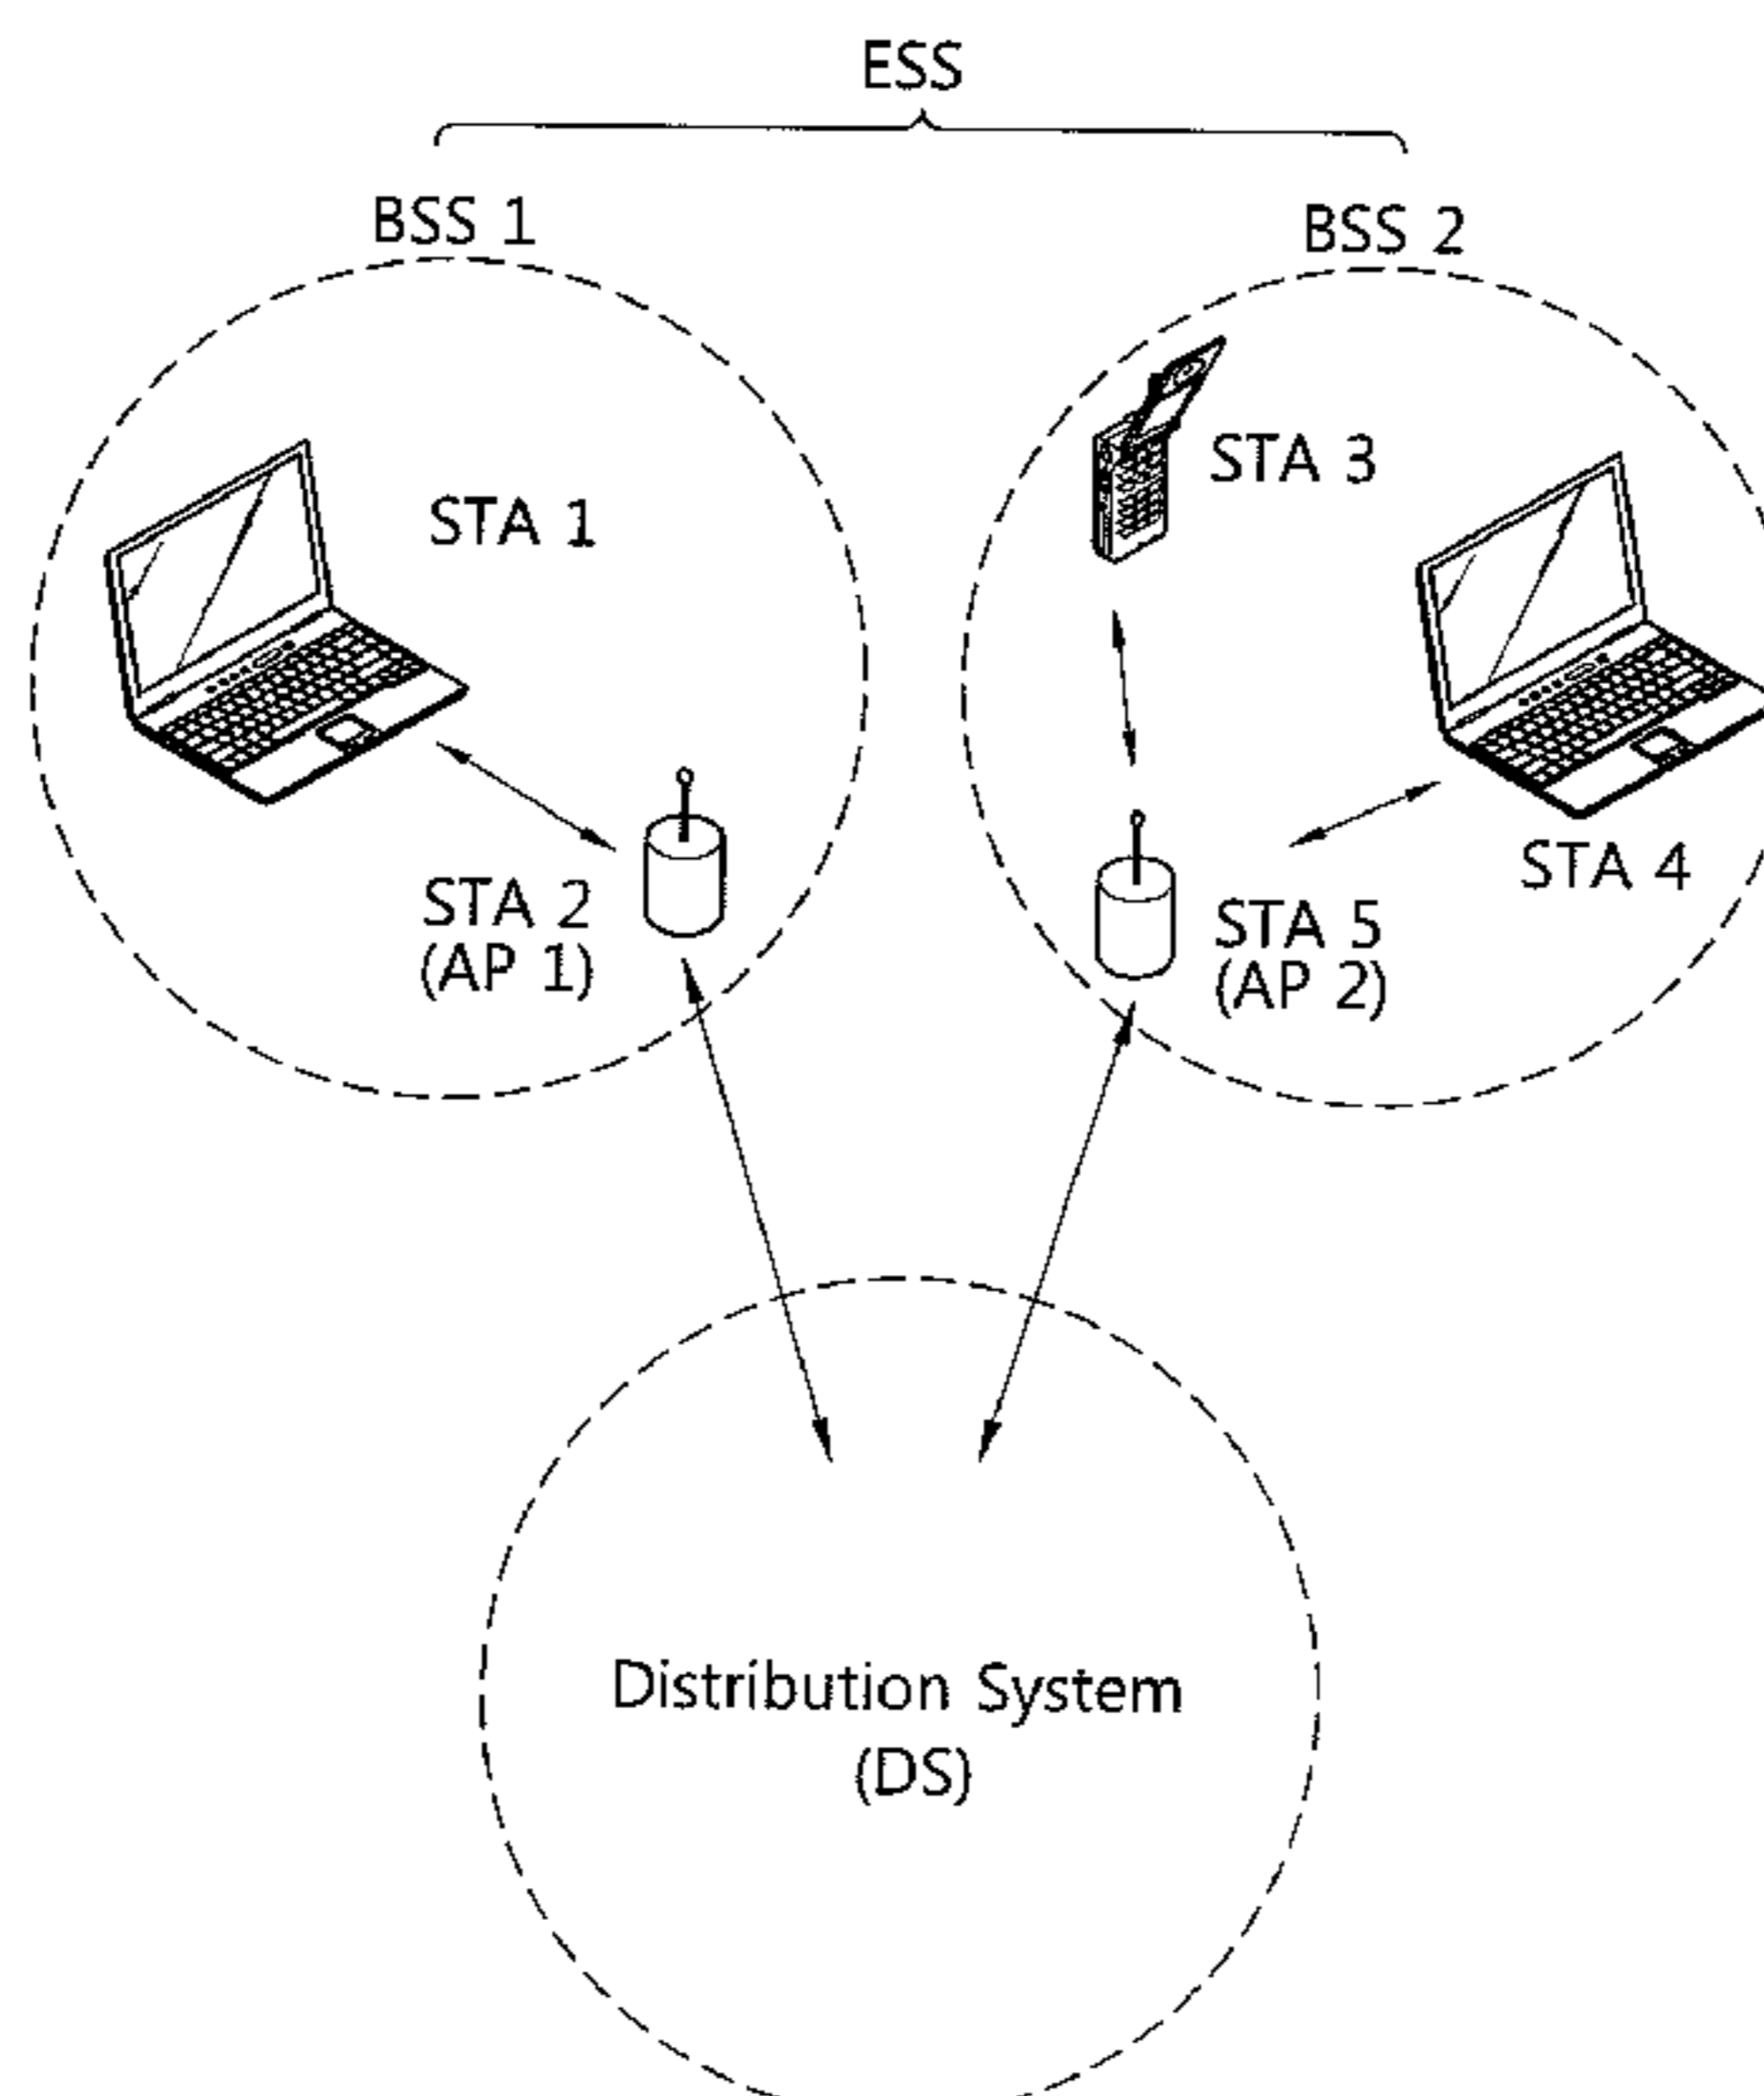 ESS
BSS 1
BSS 2
STA 1
STA 3
STA 2
(AP 1)
STA 4
STA 5
(AP 2)
Distribution System
(DS)